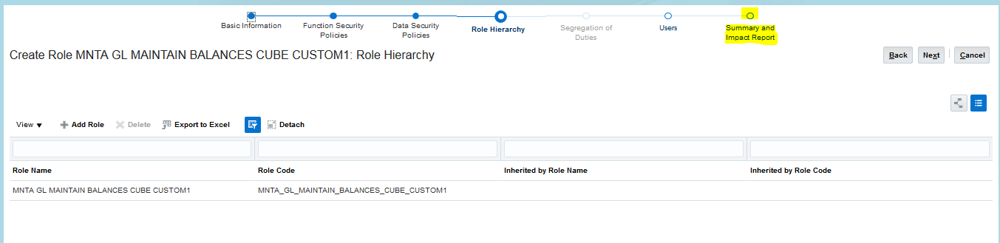 Basic Information
Function Security
Policies
Data Security
Policies
Role Hierarchy
Segregation of
Duties
Users
Summary and
Impact Report
Create Role MNTA GL MAINTAIN BALANCES CUBE CUSTOM1: Role Hierarchy
Back Next Cancel
View Add Role Delete Export to Excel Detach
Role Name Role Code Inherited by Role Name Inherited by Role Code
MNTA GL MAINTAIN BALANCES CUBE CUSTOM1 MNTA_GL_MAINTAIN_BALANCES_CUBE_CUSTOM1